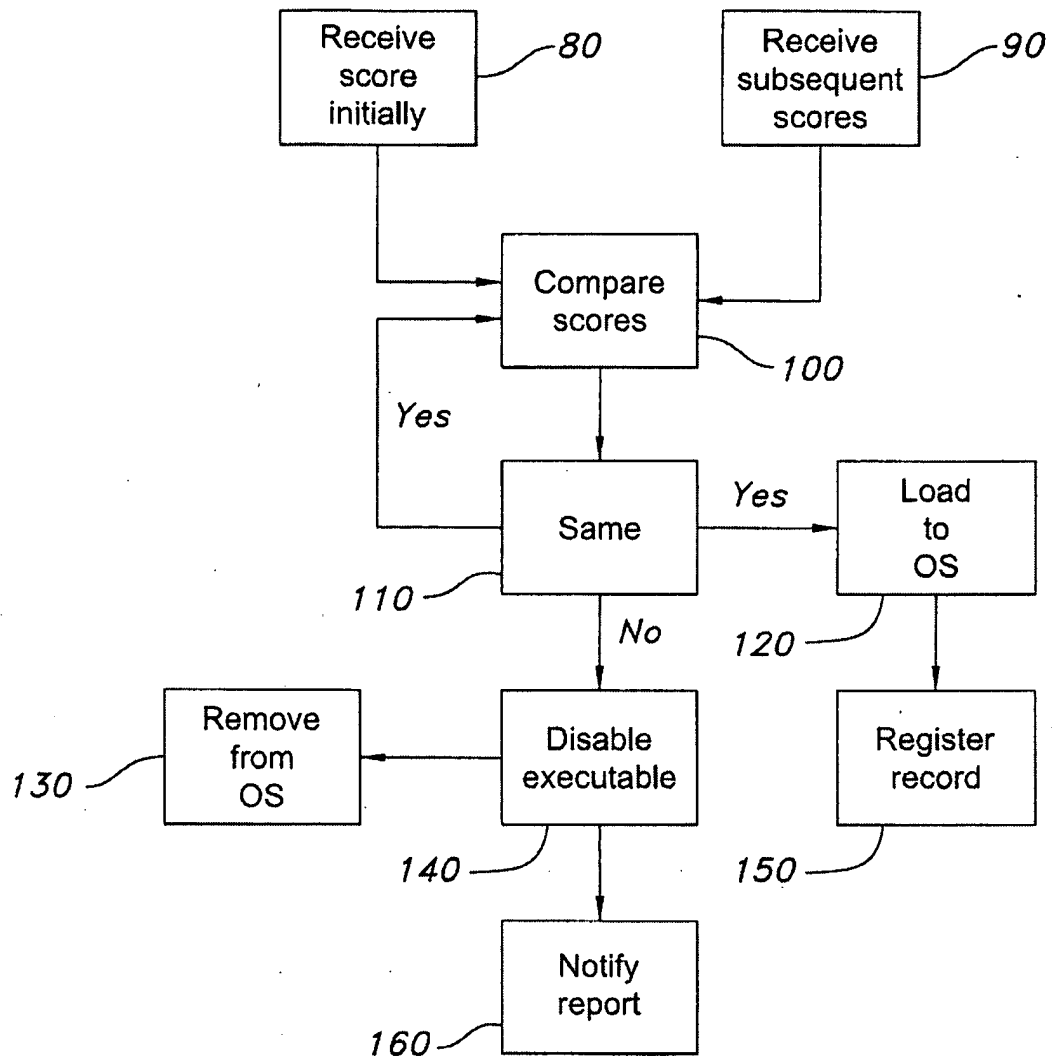 Receive
score
initially
80
Receive
subsequent
scores
90
Compare
scores
100
Yes
Same
110
Yes
Load
to
OS
120
No
Remove
from
OS
130
Disable
executable
140
Register
record
150
Notify
report
160